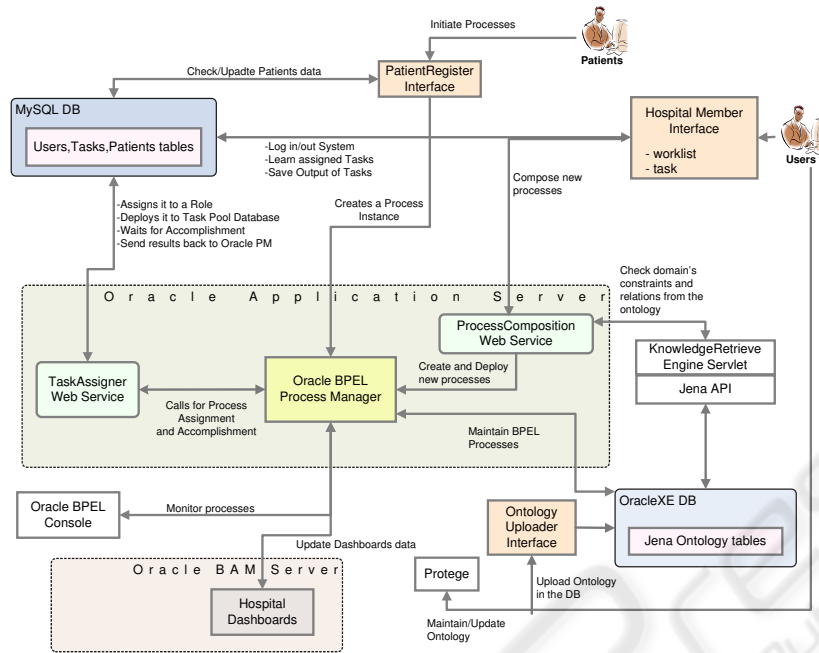 Initiate Processes
Patients
Check/Upadte Patients data
PatientRegister
Interface
MySQL DB
Users,Tasks,Patients tables
Hospital Member
Interface
- worklist
- task
Users
-Log in/out System
-Learn assigned Tasks
-Save Output of Tasks
Compose new
processes
-Assigns it to a Role
-Deploys it to Task Pool Database
-Waits for Accomplishment
-Send results back to Oracle PM
Creates a Process
Instance
Check domain's
constraints and
relations from the
ontology
Oracle Application Server
ProcessComposition
Web Service
KnowledgeRetrieve
Engine Servlet
Jena API
TaskAssigner
Web Service
Oracle BPEL
Process Manager
Create and Deploy
new processes
Calls for Process
Assignment
and Accomplishment
Maintain BPEL
Processes
Oracle BPEL
Console
Monitor processes
Ontology
Uploader
Interface
OracleXE DB
Jena Ontology tables
Update Dashboards data
Oracle BAM Server
Hospital
Dashboards
Protege
Upload Ontology
in the DB
Maintain/Update
Ontology